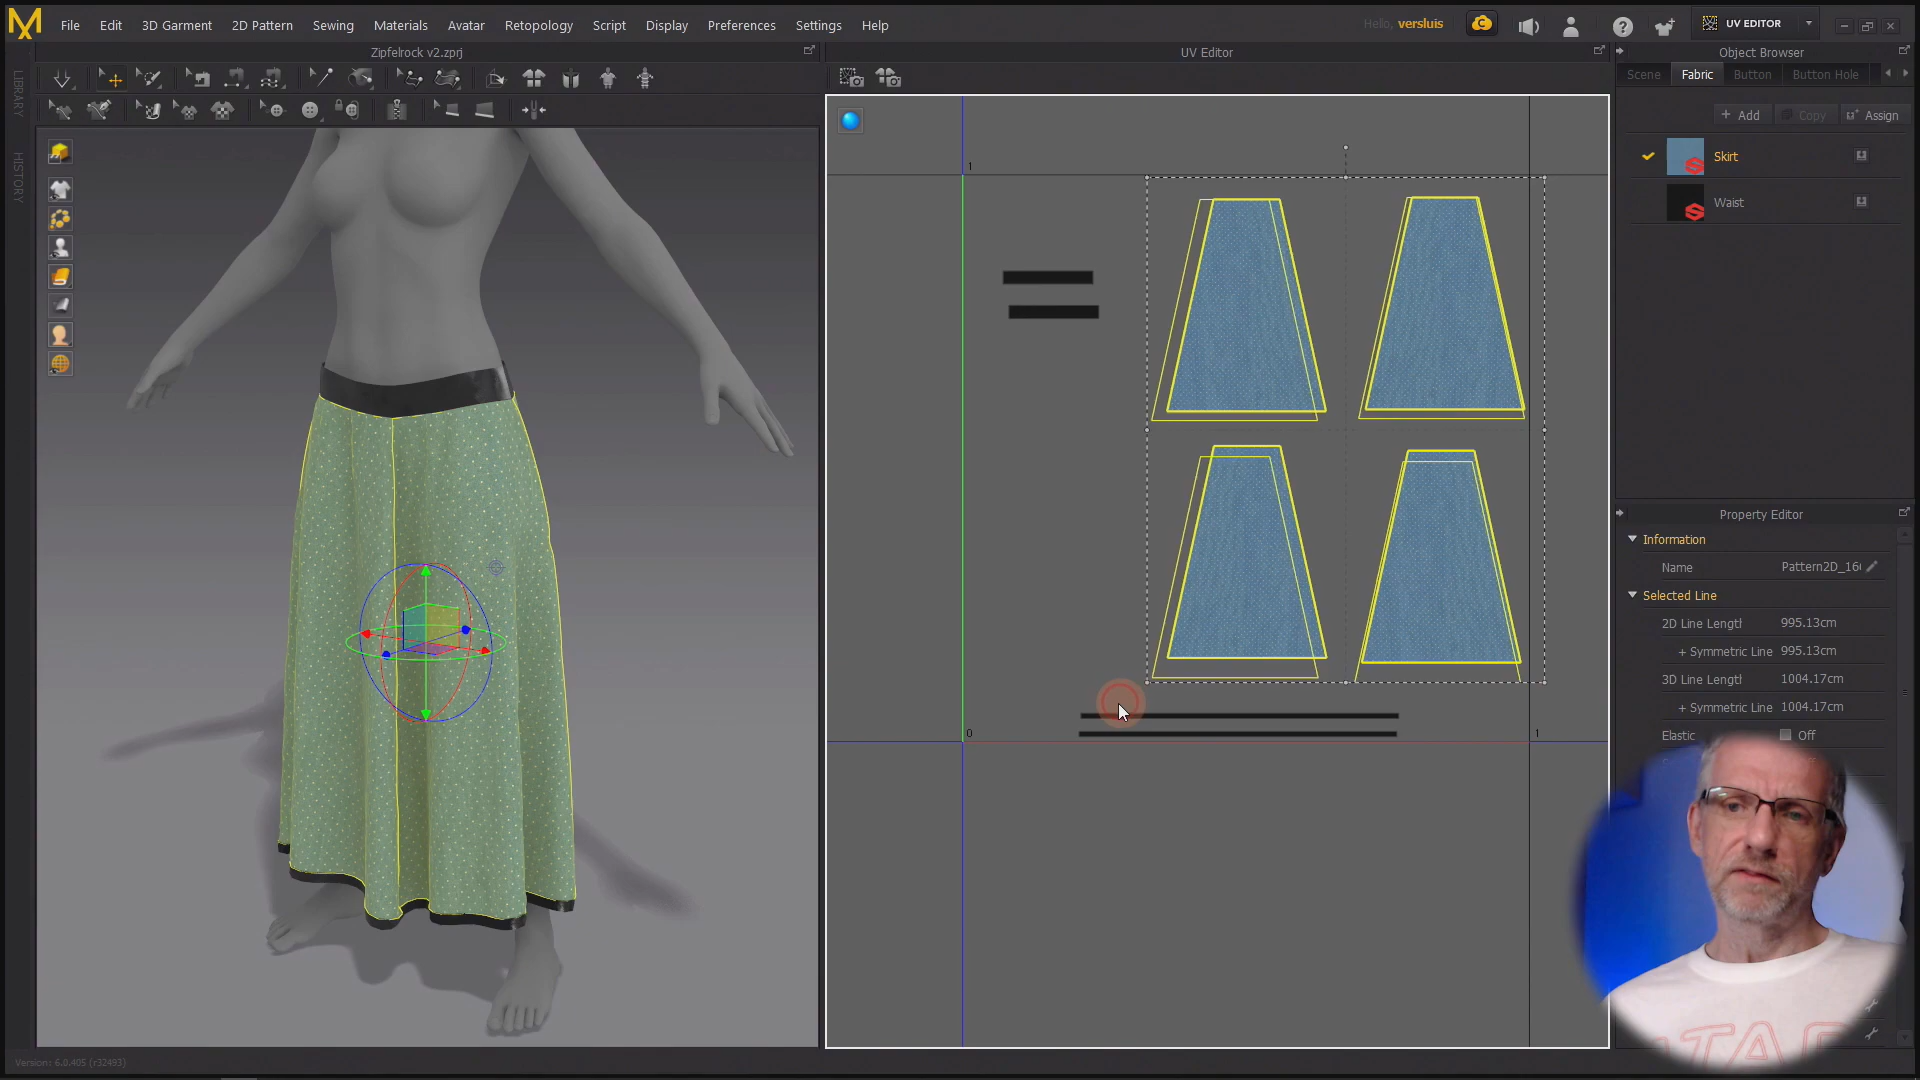 File Edit 3D Garment 2D Pattern Sewing Materials Avatar Retopology Script Display Preferences Settings Help
Hello, versluis
UV EDITOR
Zipfelrock v2.zprj
UV Editor
Object Browser
LIBRARY
HISTORY
Scene Fabric Button Button Hole
+ Add Copy Assign
Skirt
Waist
1
0
1
Property Editor
Information
Name Pattern2D_16
Selected Line
2D Line Length 995.13cm
+ Symmetric Line 995.13cm
3D Line Length 1004.17cm
+ Symmetric Line 1004.17cm
Elastic Off
Version: 6.0.405 (r32493)